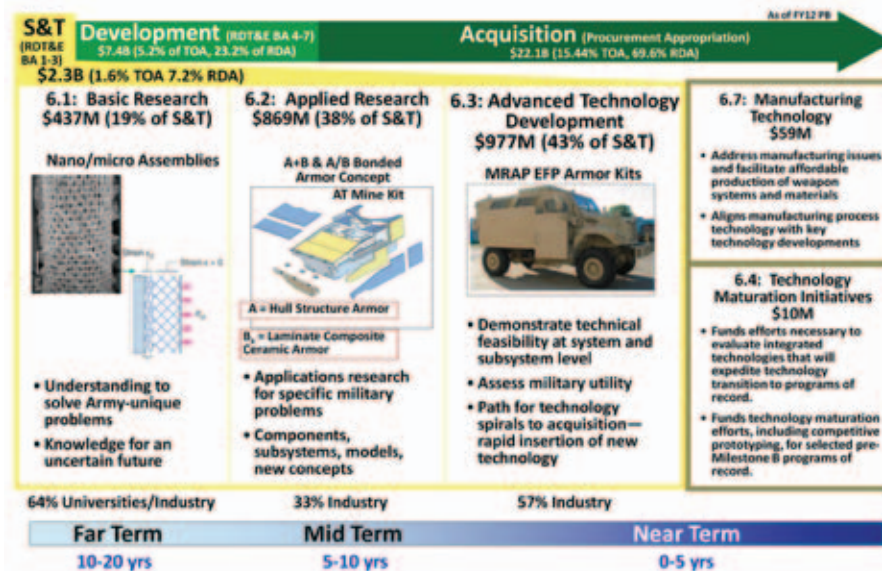 As of FY12 PB
S&T
(RDT&E
BA 1-3)
Development (RDT&E BA 4-7)
$7.4B (5.2% of TOA, 23.2% of RDA)
Acquisition (Procurement Appropriation)
$22.1B (15.44% TOA, 69.6% RDA)
$2.3B (1.6% TOA 7.2% RDA)
6.1: Basic Research
$437M (19% of S&T)
Nano/micro Assemblies
• Understanding to
solve Army-unique
problems
• Knowledge for an
uncertain future
6.2: Applied Research
$869M (38% of S&T)
A+B & A/B Bonded
Armor Concept
AT Mine Kit
A = Hull Structure Armor
= Laminate Composite
Ceramic Armor
• Applications research
for specific military
problems
• Components,
subsystems, models,
new concepts
6.3: Advanced Technology
Development
$977M (43% of S&T)
MRAP EFP Armor Kits
• Demonstrate technical
feasibility at system and
subsystem level
• Assess military utility
• Path for technology
spirals to acquisition—
rapid insertion of new
technology
6.7: Manufacturing
Technology
$59M
• Address manufacturing issues
and facilitate affordable
production of weapon
systems and materials
• Aligns manufacturing process
technology with key
technology developments
6.4: Technology
Maturation Initiatives
$10M
• Funds efforts necessary to
evaluate integrated
technologies that will
expedite technology
transition to programs of
record.
• Funds technology maturation
efforts, including competitive
prototyping, for selected pre-
Milestone B programs of
record.
64% Universities/Industry
33% Industry
57% Industry
Far Term
Mid Term
Near Term
10-20 yrs
5-10 yrs
0-5 yrs